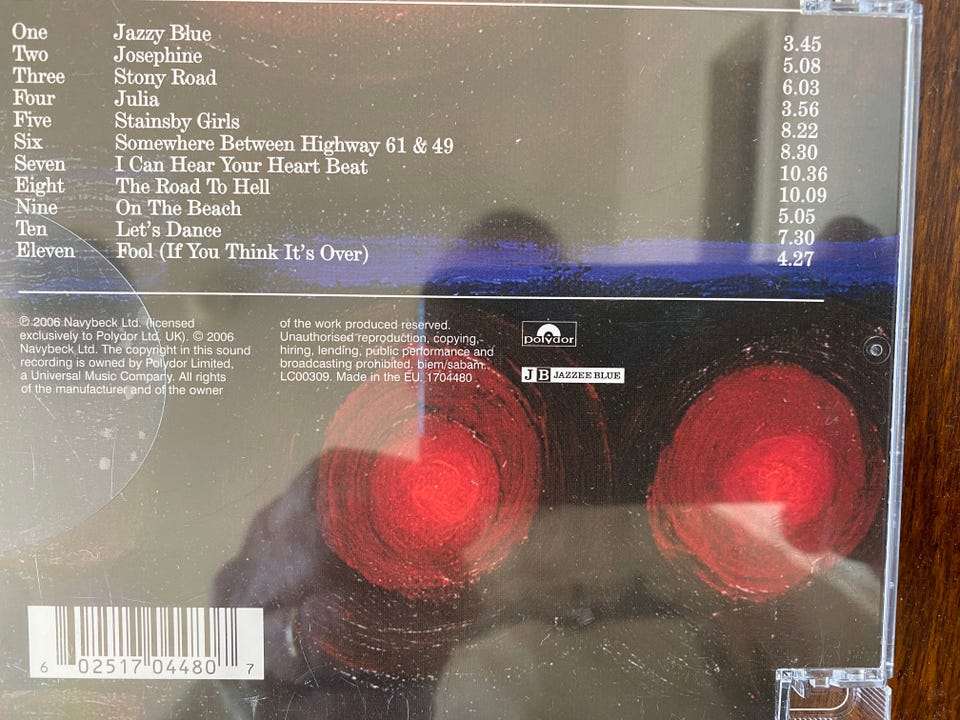 One Jazzy Blue 3.45
Two Josephine 5.08
Three Stony Road 6.03
Four Julia 3.56
Five Stainsby Girls 8.22
Six Somewhere Between Highway 61 & 49 8.30
Seven I Can Hear Your Heart Beat 10.36
Eight The Road To Hell 10.09
Nine On The Beach 5.05
Ten Let's Dance 7.30
Eleven Fool (If You Think It's Over) 4.27
℗ 2006 Navybeck Ltd. (licensed
exclusively to Polydor Ltd. UK). © 2006
Navybeck Ltd. The copyright in this sound
recording is owned by Polydor Limited,
a Universal Music Company. All rights
of the manufacturer and of the owner
of the work produced reserved.
Unauthorised reproduction, copying,
hiring, lending, public performance and
broadcasting prohibited. biem/sabam.
LC00309. Made in the EU. 1704480
polydor
J B JAZZEE BLUE
6 02517 04480 7